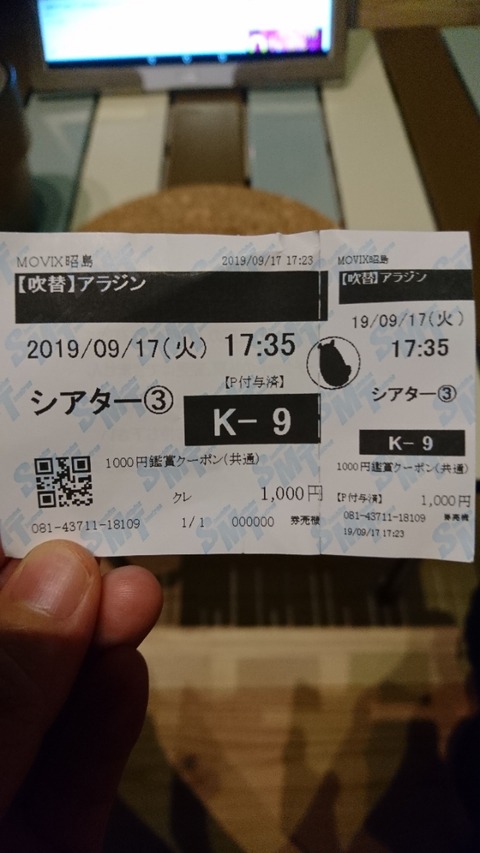 MOVIX昭島
2019/09/17 17:23
【吹替】アラジン
2019/09/17(火) 17:35
【P付与済】
シアター③
K- 9
1000円鑑賞クーポン(共通)
クレ
1,000円
081-43711-18109
1/1
000000
券売機
MOVIX昭島
【吹替】アラジン
19/09/17(火)
17:35
シアター③
K- 9
1000円鑑賞クーポン(共通)
【P付与済】
1,000円
081-43711-18109
券売機
19/09/17 17:23